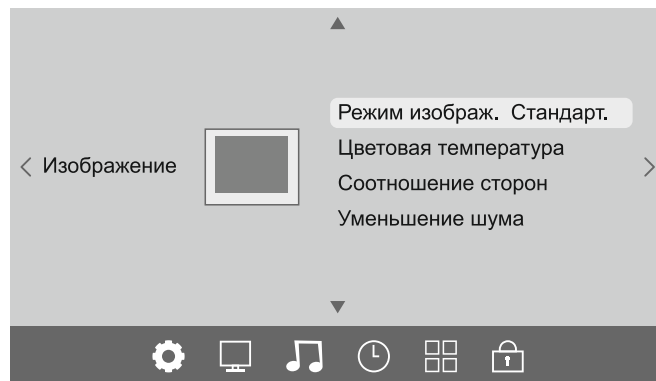 Изображение
Режим изображ. Стандарт.
Цветовая температура
Соотношение сторон
Уменьшение шума